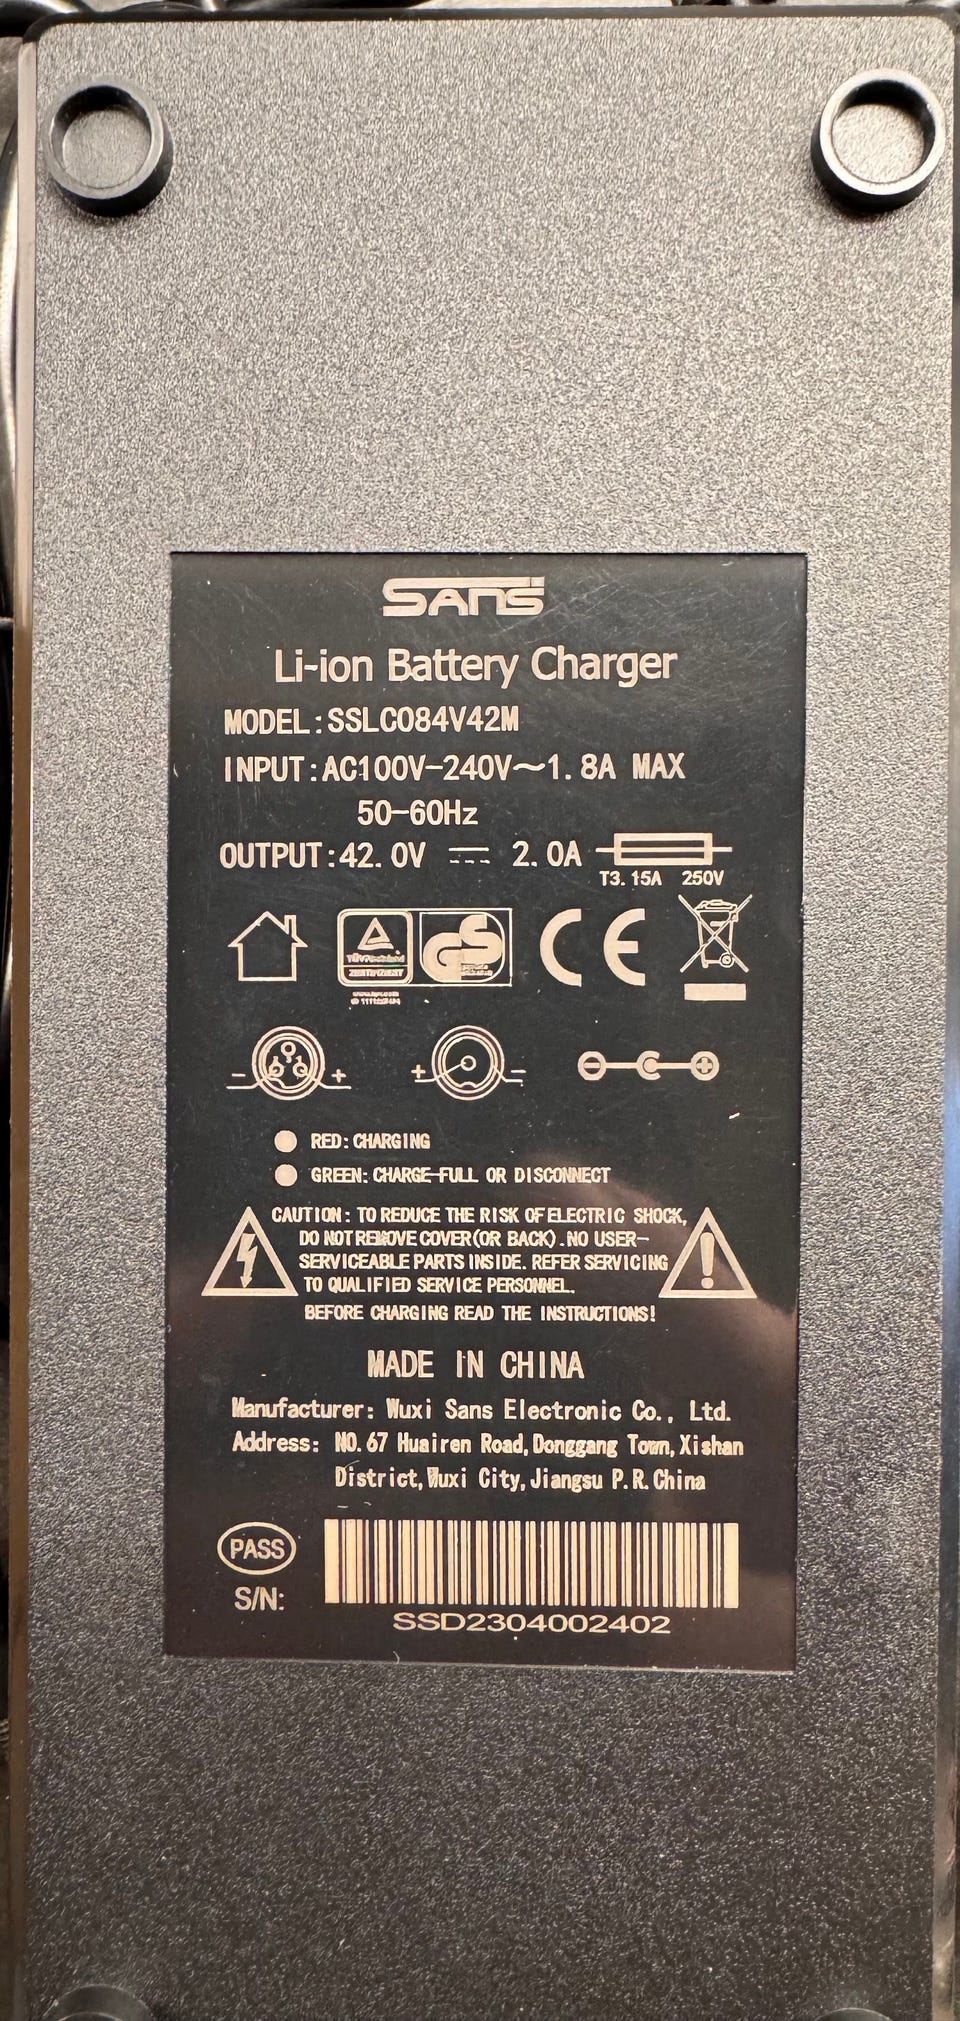 SANS
Li-ion Battery Charger
MODEL:SSLC084V42M
INPUT:AC100V-240V~1.8A MAX
50-60Hz
OUTPUT:42.0V ⎓ 2.0A
T3.15A 250V
GS CE
- + + -
RED:CHARGING
GREEN:CHARGE-FULL OR DISCONNECT
CAUTION: TO REDUCE THE RISK OF ELECTRIC SHOCK,
DO NOT REMOVE COVER(OR BACK).NO USER-
SERVICEABLE PARTS INSIDE. REFER SERVICING
TO QUALIFIED SERVICE PERSONNEL.
BEFORE CHARGING READ THE INSTRUCTIONS!
MADE IN CHINA
Manufacturer: Wuxi Sans Electronic Co., Ltd.
Address: NO.67 Huairen Road,Donggang Town,Xishan
District,Wuxi City,Jiangsu P.R.China
PASS
S/N:
SSD2304002402